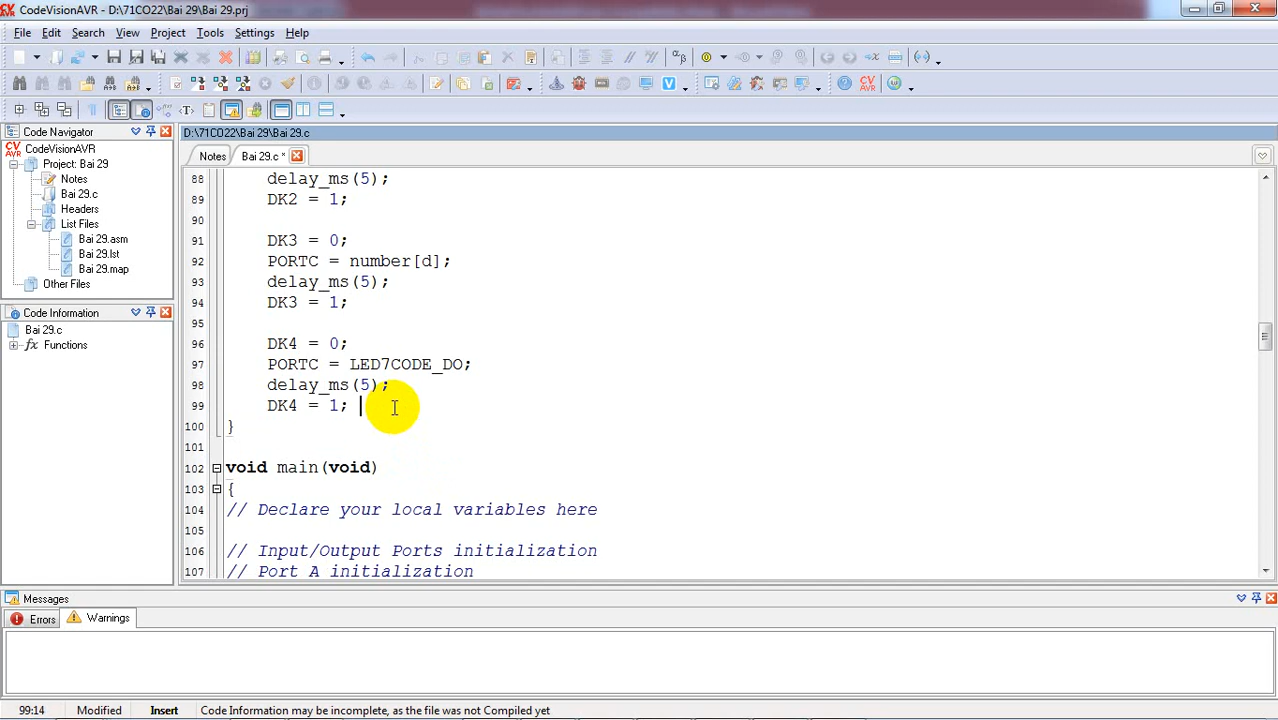 CodeVisionAVR - D:\71CO22\Bai 29\Bai 29.prj
File Edit Search View Project Tools Settings Help
Code Navigator
CodeVisionAVR
Project: Bai 29
Notes
Bai 29.c
Headers
List Files
Bai 29.asm
Bai 29.lst
Bai 29.map
Other Files
Code Information
Bai 29.c
Functions
D:\71CO22\Bai 29\Bai 29.c
Notes Bai 29.c *
88 delay_ms(5);
89 DK2 = 1;
90
91 DK3 = 0;
92 PORTC = number[d];
93 delay_ms(5);
94 DK3 = 1;
95
96 DK4 = 0;
97 PORTC = LED7CODE_DO;
98 delay_ms(5);
99 DK4 = 1;
100 }
101
102 void main(void)
103 {
104 // Declare your local variables here
105
106 // Input/Output Ports initialization
107 // Port A initialization
Messages
Errors Warnings
99:14 Modified Insert Code Information may be incomplete, as the file was not Compiled yet